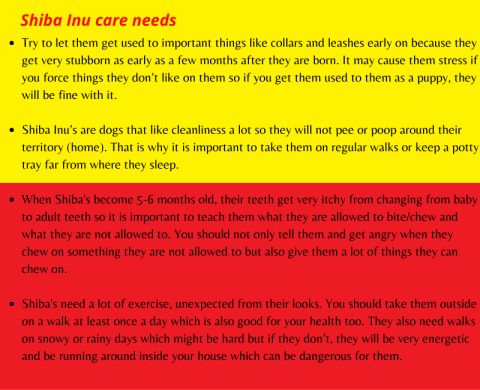 Shiba Inu care needs
• Try to let them get used to important things like collars and leashes early on because they
get very stubborn as early as a few months after they are born. It may cause them stress if
you force things they don't like on them so if you get them used to them as a puppy, they
will be fine with it.
• Shiba Inu's are dogs that like cleanliness a lot so they will not pee or poop around their
territory (home). That is why it is important to take them on regular walks or keep a potty
tray far from where they sleep.
• When Shiba's become 5-6 months old, their teeth get very itchy from changing from baby
to adult teeth so it is important to teach them what they are allowed to bite/chew and
what they are not allowed to. You should not only tell them and get angry when they
chew on something they are not allowed to but also give them a lot of things they can
chew on.
• Shiba's need a lot of exercise, unexpected from their looks. You should take them outside
on a walk at least once a day which is also good for your health too. They also need walks
on snowy or rainy days which might be hard but if they don't, they will be very energetic
and be running around inside your house which can be dangerous for them.